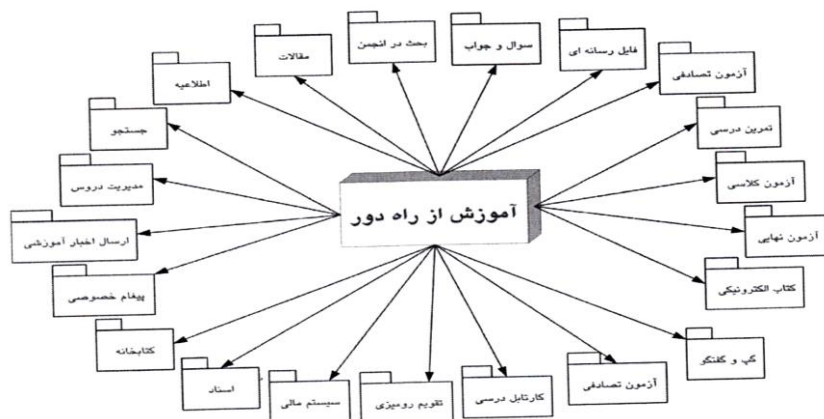 فایل رسانه ای
سوال و جواب
بحث در انجمن
مقالات
اطلاعیه
جستجو
مدیریت دروس
ارسال اخبار آموزشی
پیغام خصوصی
کتابخانه
اسناد
سیستم مالی
تقویم رومیزی
کارتابل درسی
آزمون تصادفی
گپ و گفتگو
کتاب الکترونیکی
آزمون نهایی
آزمون کلاسی
تمرین درسی
آزمون تصادفی
آموزش از راه دور